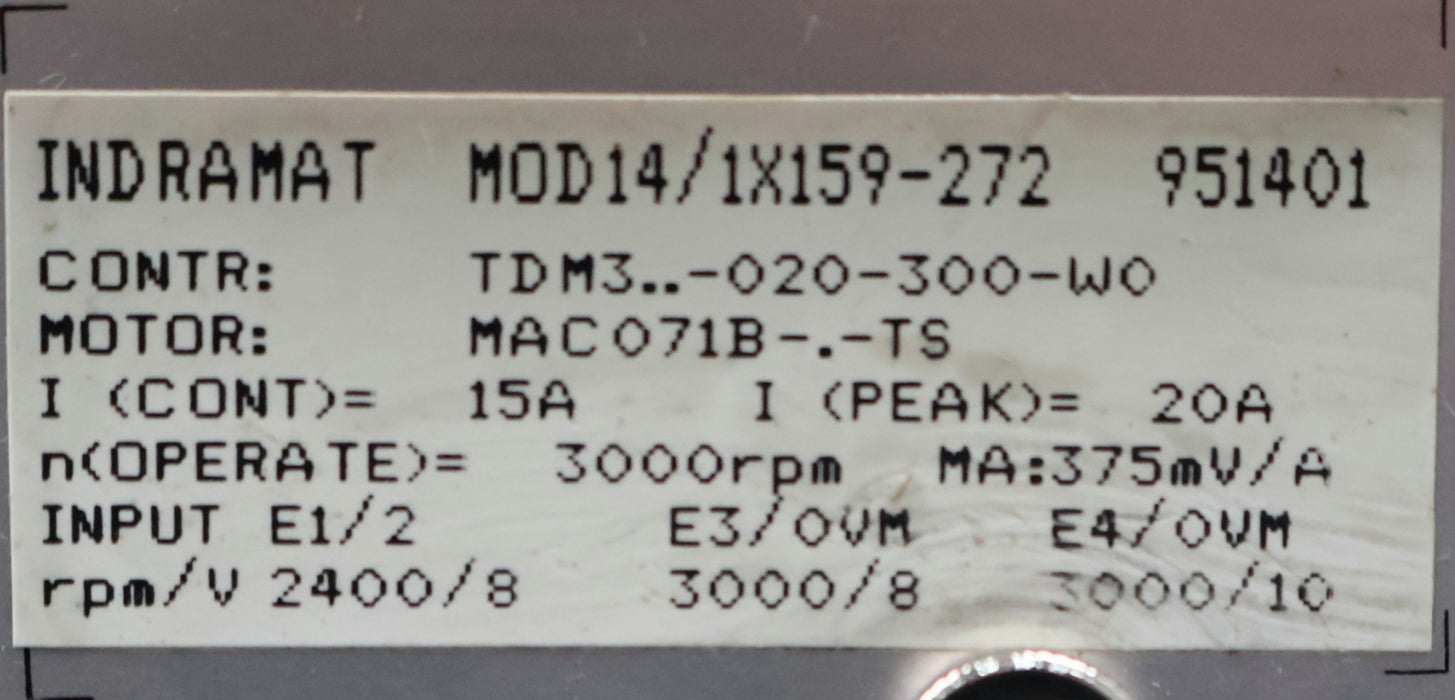 INDRAMAT MOD14/1X159-272 951401
CONTR: TDM3..-020-300-W0
MOTOR: MAC071B-.-TS
I (CONT)= 15A I (PEAK)= 20A
n(OPERATE)= 3000rpm MA:375mV/A
INPUT E1/2 E3/0VM E4/0VM
rpm/V 2400/8 3000/8 3000/10